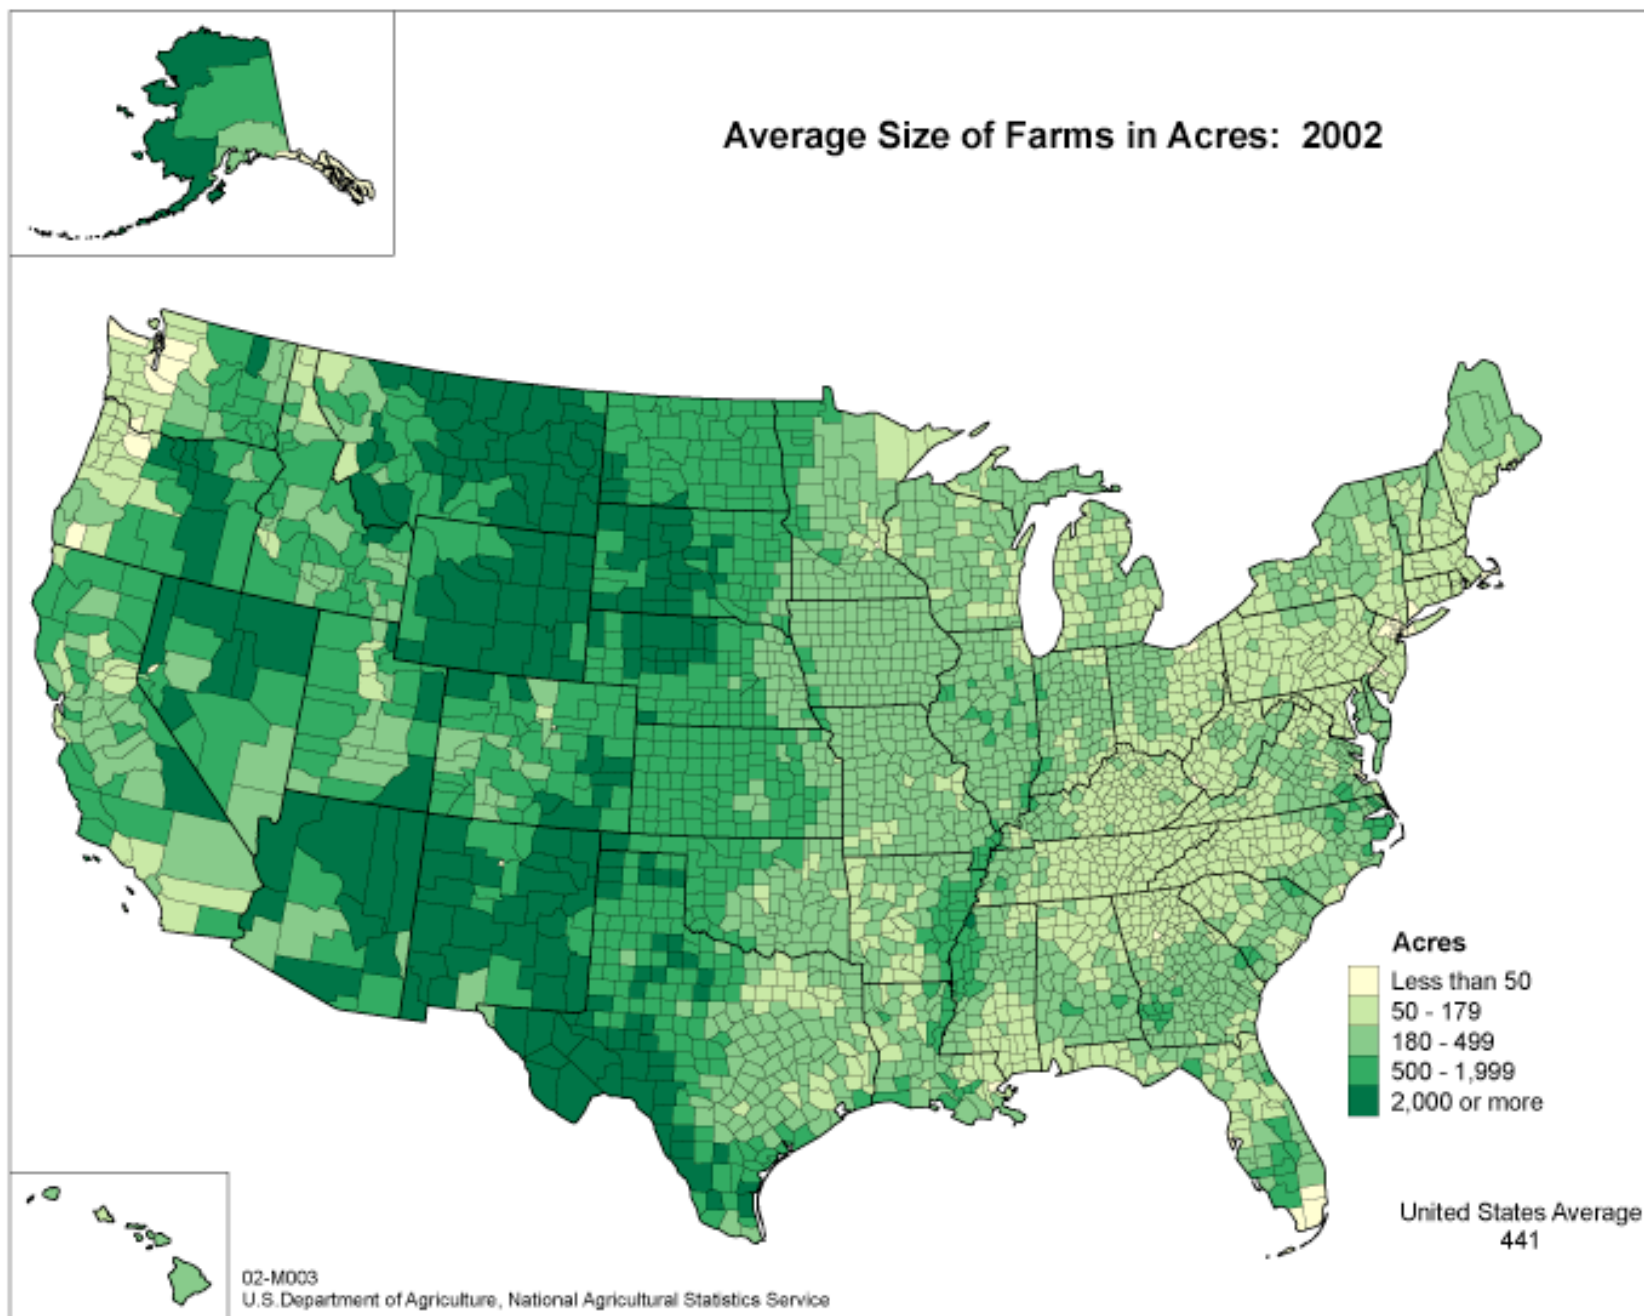 Average Size of Farms in Acres: 2002
Acres
Less than 50
50 - 179
180 - 499
500 - 1,999
2,000 or more
United States Average
441
02-M003
U.S.Department of Agriculture, National Agricultural Statistics Service